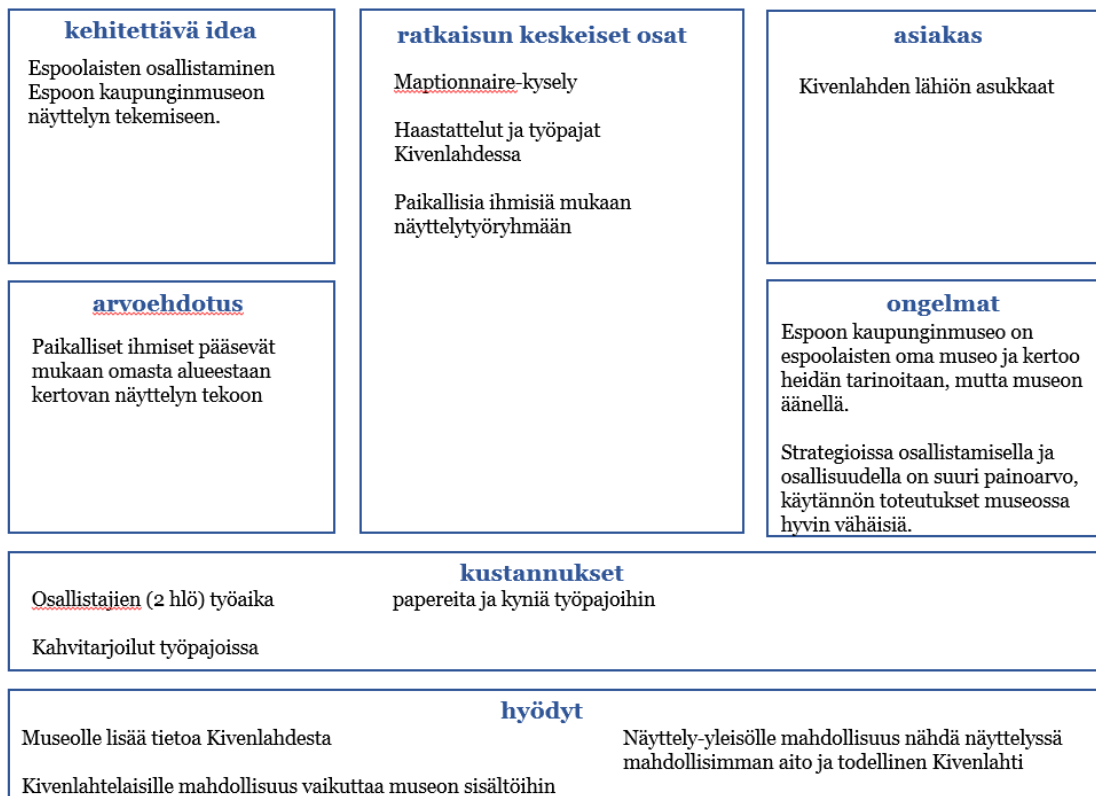 kehitettävä idea
Espoolaisten osallistaminen
Espoon kaupunginmuseon
näyttelyn tekemiseen.
ratkaisun keskeiset osat
Maptionnaire-kysely
Haastattelut ja työpajat
Kivenlahdessa
Paikallisia ihmisiä mukaan
näyttelytyöryhmään
asiakas
Kivenlahden lähiön asukkaat
arvoehdotus
Paikalliset ihmiset pääsevät
mukaan omasta alueestaan
kertovan näyttelyn tekoon
ongelmat
Espoon kaupunginmuseo on
espoolaisten oma museo ja kertoo
heidän tarinoitaan, mutta museon
äänellä.
Strategioissa osallistamisella ja
osallisuudella on suuri painoarvo,
käytännön toteutukset museossa
hyvin vähäisiä.
kustannukset
Osallistajien (2 hlö) työaika
papereita ja kyniä työpajoihin
Kahvitarjoilut työpajoissa
hyödyt
Museolle lisää tietoa Kivenlahdesta
Kivenlahtelaisille mahdollisuus vaikuttaa museon sisältöihin
Näyttely-yleisölle mahdollisuus nähdä näyttelyssä
mahdollisimman aito ja todellinen Kivenlahti